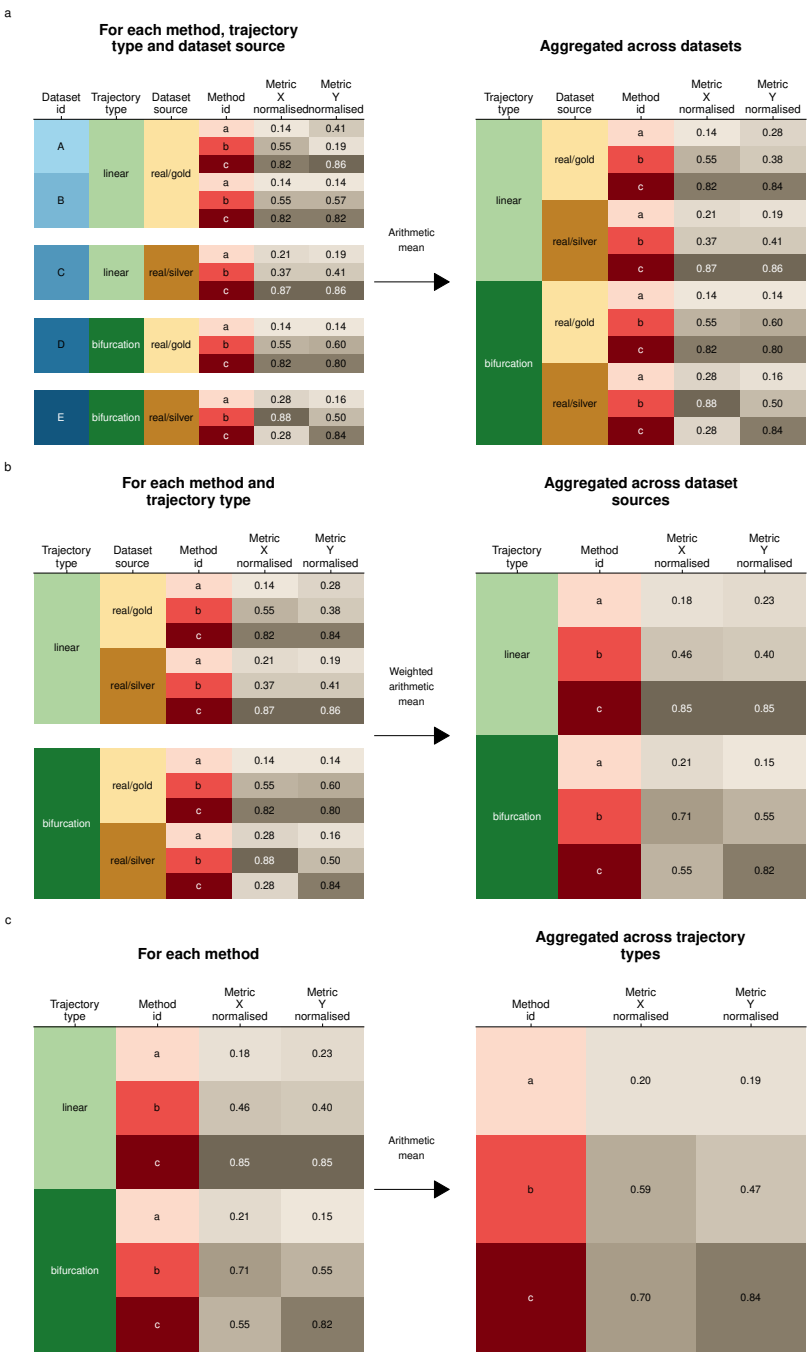 a
For each method, trajectory
type and dataset source
Aggregated across datasets
Dataset id Trajectory type Dataset source Method id Metric X normalised Metric Y normalised
Trajectory type Dataset source Method id Metric X normalised Metric Y normalised
A linear real/gold a 0.14 0.41
b 0.55 0.19
c 0.82 0.86
B a 0.14 0.14
b 0.55 0.57
c 0.82 0.82
C linear real/silver a 0.21 0.19
b 0.37 0.41
c 0.87 0.86
D bifurcation real/gold a 0.14 0.14
b 0.55 0.60
c 0.82 0.80
E bifurcation real/silver a 0.28 0.16
b 0.88 0.50
c 0.28 0.84
Arithmetic
mean
linear real/gold a 0.14 0.28
b 0.55 0.38
c 0.82 0.84
real/silver a 0.21 0.19
b 0.37 0.41
c 0.87 0.86
bifurcation real/gold a 0.14 0.14
b 0.55 0.60
c 0.82 0.80
real/silver a 0.28 0.16
b 0.88 0.50
c 0.28 0.84
b
For each method and
trajectory type
Aggregated across dataset
sources
Trajectory type Dataset source Method id Metric X normalised Metric Y normalised
Trajectory type Method id Metric X normalised Metric Y normalised
linear real/gold a 0.14 0.28
b 0.55 0.38
c 0.82 0.84
real/silver a 0.21 0.19
b 0.37 0.41
c 0.87 0.86
bifurcation real/gold a 0.14 0.14
b 0.55 0.60
c 0.82 0.80
real/silver a 0.28 0.16
b 0.88 0.50
c 0.28 0.84
Weighted
arithmetic
mean
linear a 0.18 0.23
b 0.46 0.40
c 0.85 0.85
bifurcation a 0.21 0.15
b 0.71 0.55
c 0.55 0.82
c
For each method
Aggregated across trajectory
types
Trajectory type Method id Metric X normalised Metric Y normalised
Method id Metric X normalised Metric Y normalised
linear a 0.18 0.23
b 0.46 0.40
c 0.85 0.85
bifurcation a 0.21 0.15
b 0.71 0.55
c 0.55 0.82
Arithmetic
mean
a 0.20 0.19
b 0.59 0.47
c 0.70 0.84